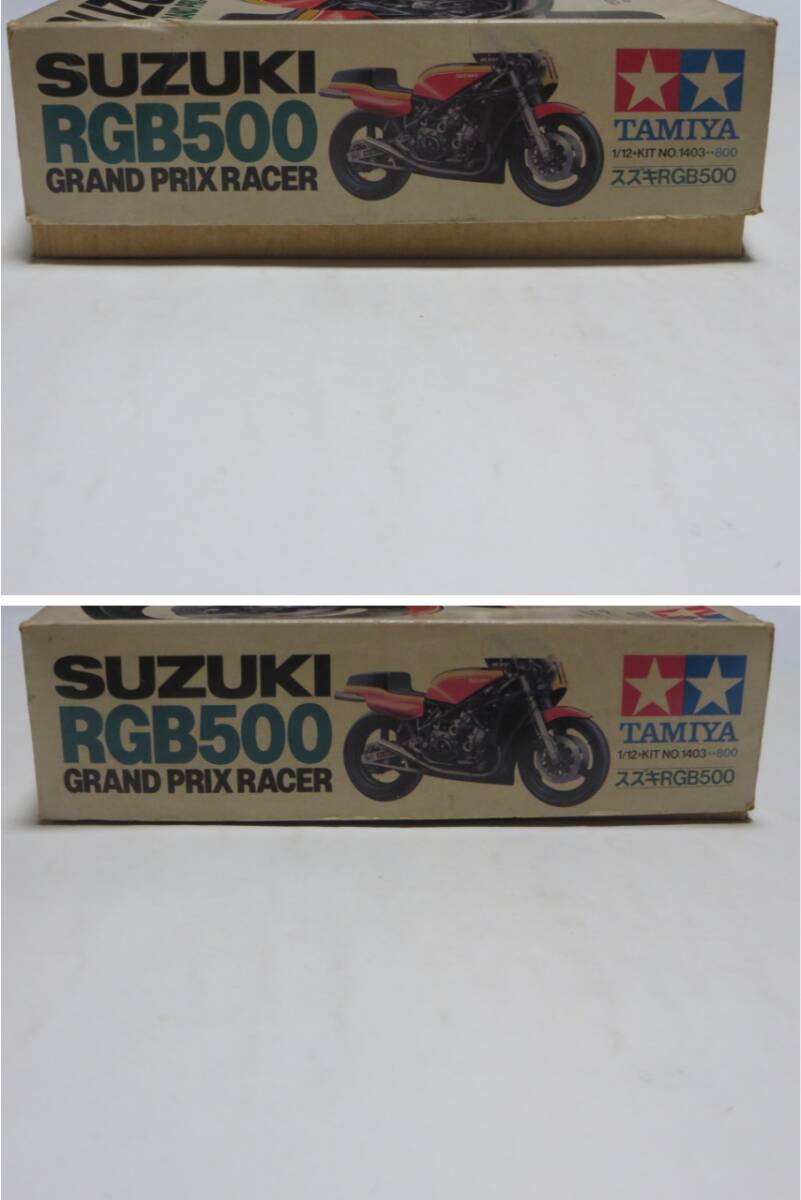 SUZUKI
RGB500
GRAND PRIX RACER
TAMIYA
1/12・KIT NO.1403・・800
スズキRGB500
SUZUKI
RGB500
GRAND PRIX RACER
TAMIYA
1/12・KIT NO.1403・・800
スズキRGB500